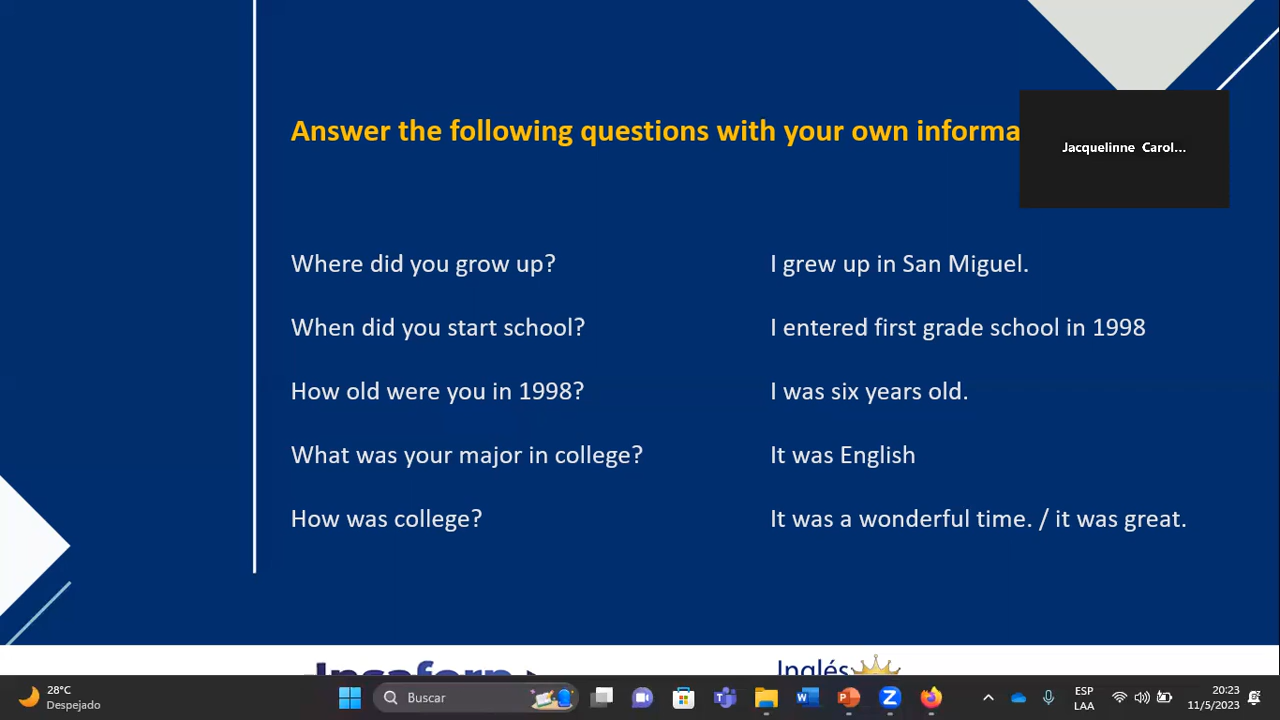 Answer the following questions with your own informa
Jacquelinne Carol...
Where did you grow up? I grew up in San Miguel.
When did you start school? I entered first grade school in 1998
How old were you in 1998? I was six years old.
What was your major in college? It was English
How was college? It was a wonderful time. / it was great.
Insaforp
Inglés
28°C
Despejado
Buscar
ESP
LAA
20:23
11/5/2023